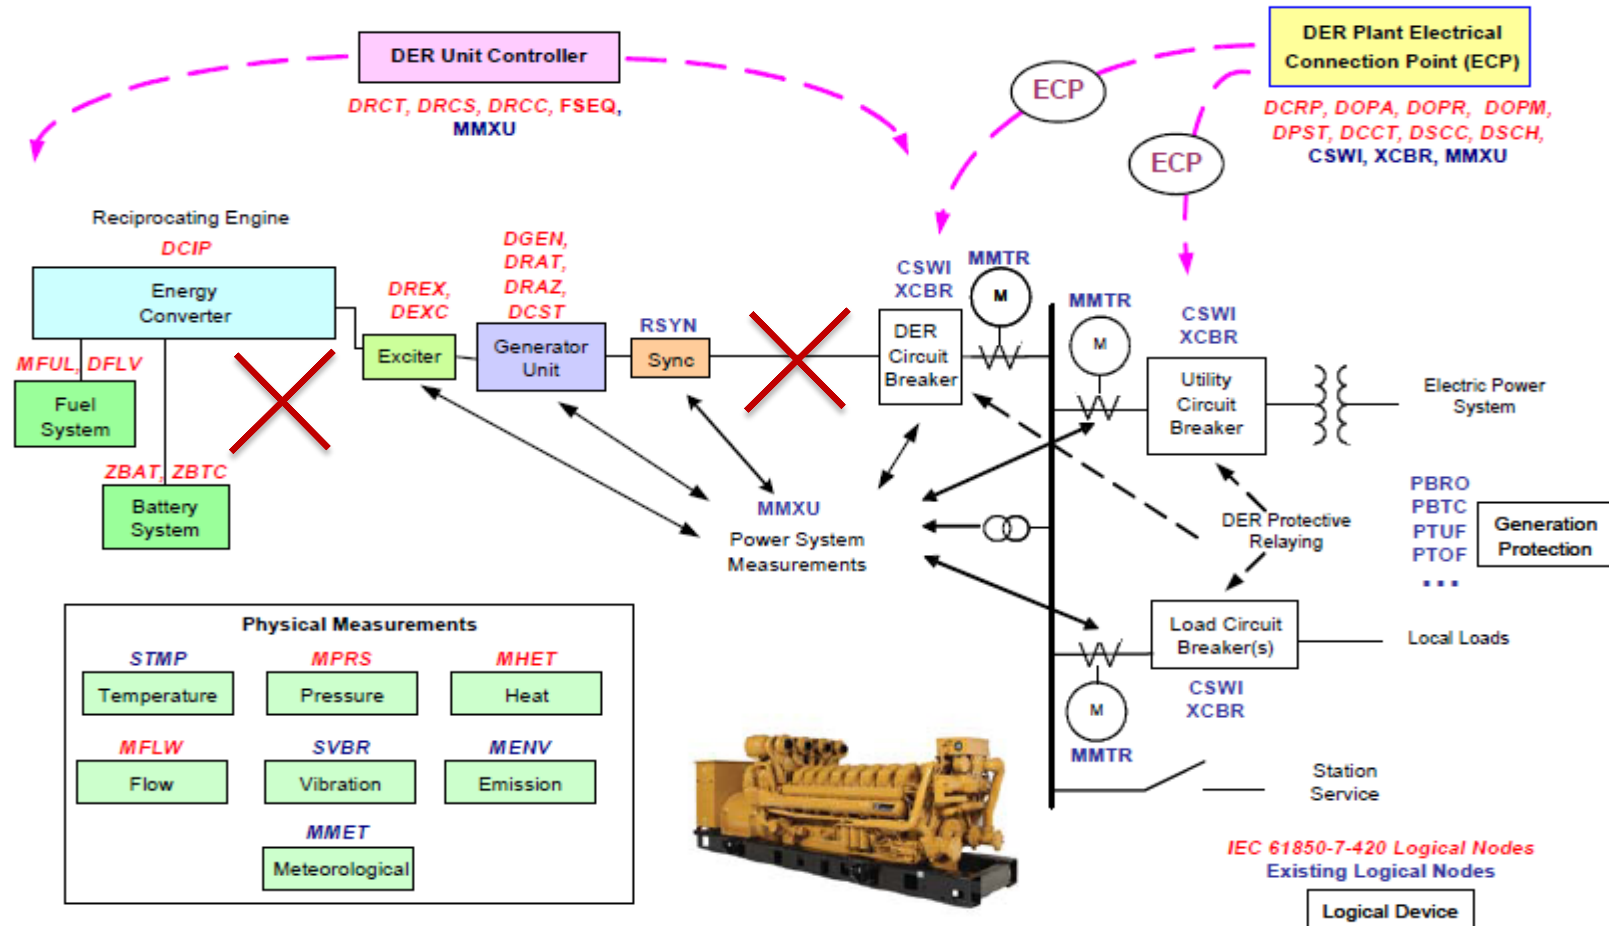 DER Unit Controller
DRCT, DRCS, DRCC, FSEQ,
MMXU
ECP
ECP
DER Plant Electrical
Connection Point (ECP)
DCRP, DOPA, DOPR, DOPM,
DPST, DCCT, DSCC, DSCH,
CSWI, XCBR, MMXU
Reciprocating Engine
DCIP
Energy
Converter
MFUL, DFLV
Fuel
System
ZBAT, ZBTC
Battery
System
DREX,
DEXC
Exciter
DGEN,
DRAT,
DRAZ,
DCST
Generator
Unit
RSYN
Sync
CSWI
XCBR
DER
Circuit
Breaker
MMTR
M
MMTR
M
CSWI
XCBR
Utility
Circuit
Breaker
Electric Power
System
MMXU
Power System
Measurements
DER Protective
Relaying
PBRO
PBTC
PTUF
PTOF
...
Generation
Protection
Load Circuit
Breaker(s)
CSWI
XCBR
Local Loads
M
MMTR
Station
Service
Physical Measurements
STMP
Temperature
MPRS
Pressure
MHET
Heat
MFLW
Flow
SVBR
Vibration
MENV
Emission
MMET
Meteorological
IEC 61850-7-420 Logical Nodes
Existing Logical Nodes
Logical Device